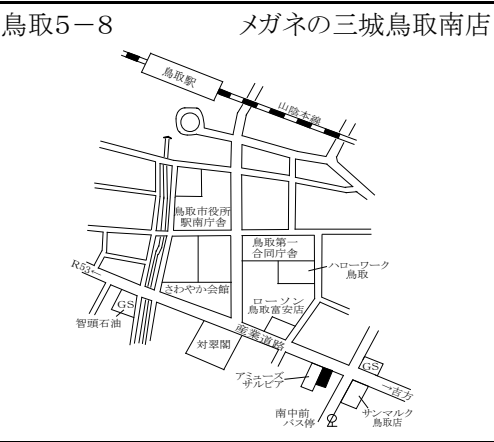 鳥取5－8
メガネの三城鳥取南店
鳥取駅
山陰本線
鳥取市役所
駅南庁舎
鳥取第一
合同庁舎
ハローワーク
鳥取
R53←
さわやか会館
ローソン
鳥取富安店
GS
智頭石油
産業道路
対翠閣
GS
アミューズ
サルビア
→吉方
南中前
バス停
サンマルク
鳥取店